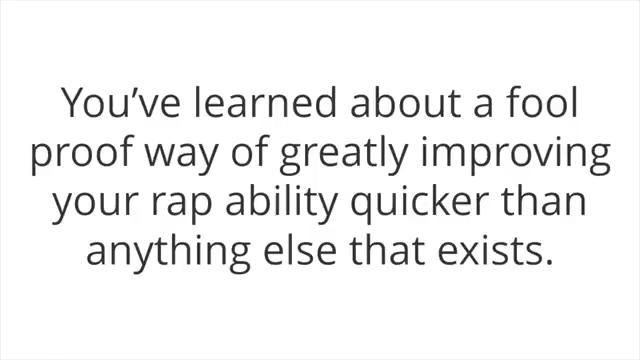 You’ve learned about a fool
proof way of greatly improving
your rap ability quicker than
anything else that exists.